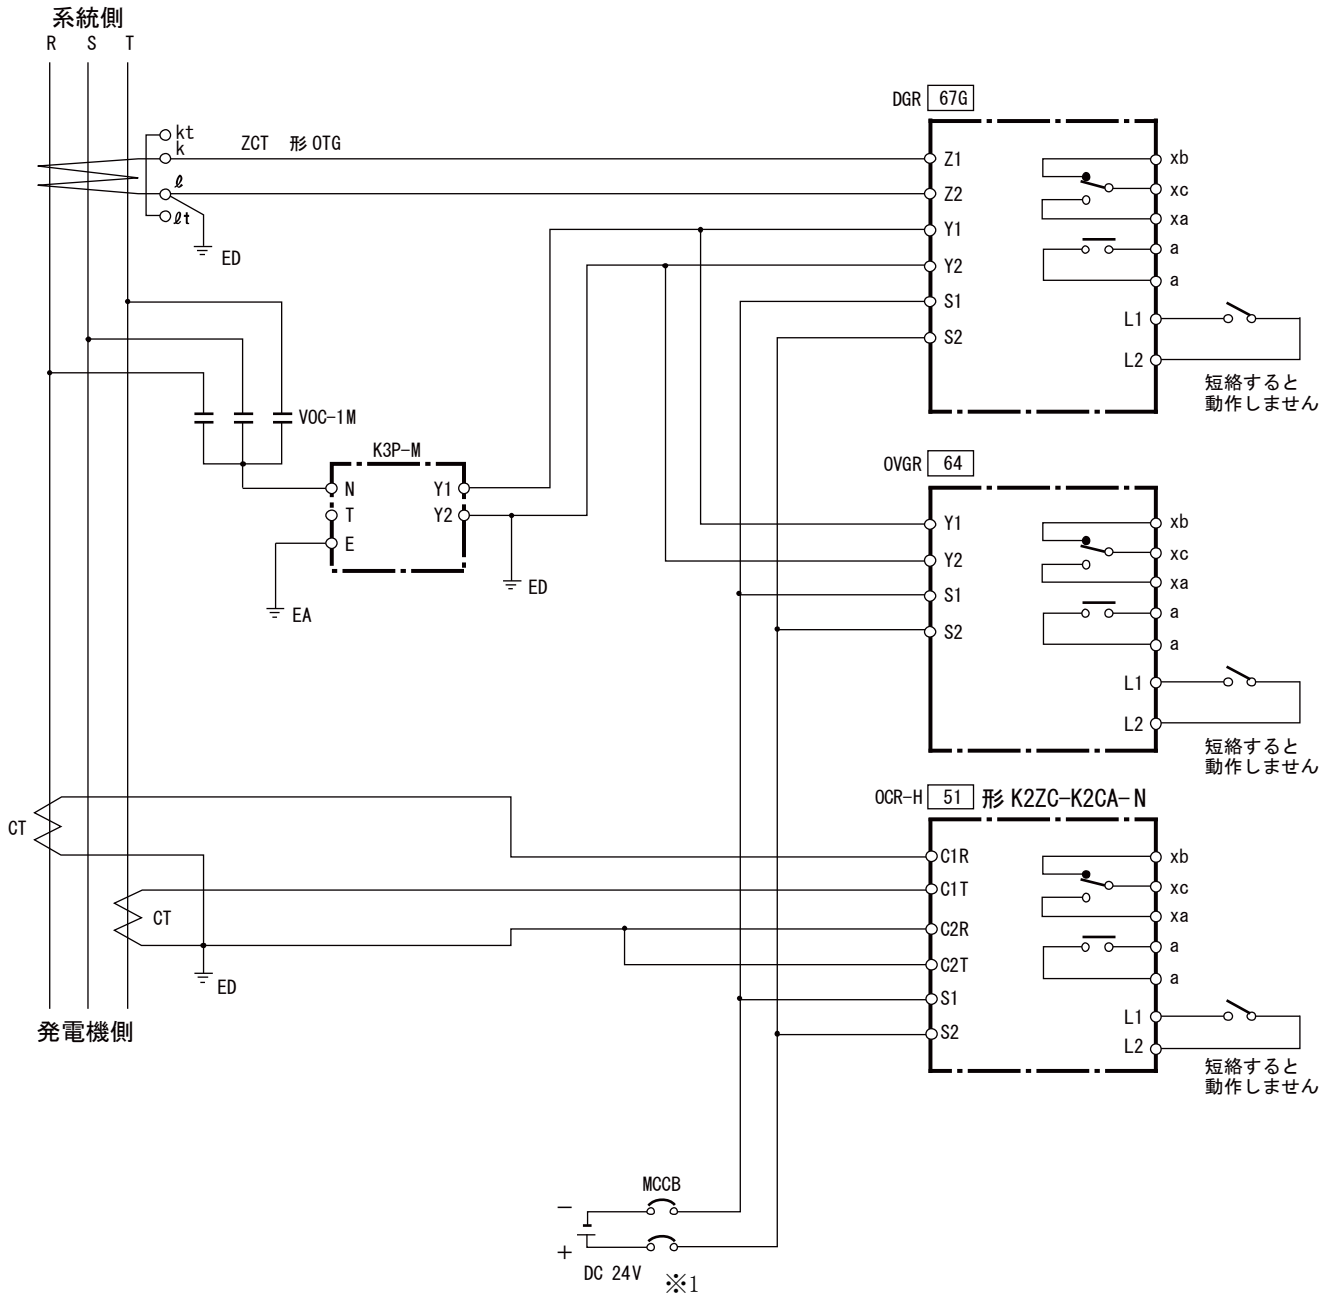 系統側
R S T
DGR 67G
kt
k
ZCT 形 OTG
ℓ
ℓt
ED
Z1
Z2
Y1
Y2
S1
S2
xb
xc
xa
a
a
L1
L2
短絡すると
動作しません
VOC-1M
K3P-M
N
T
E
Y1
Y2
EA
ED
OVGR 64
Y1
Y2
S1
S2
xb
xc
xa
a
a
L1
L2
短絡すると
動作しません
OCR-H 51 形 K2ZC-K2CA-N
CT
CT
ED
C1R
C1T
C2R
C2T
S1
S2
xb
xc
xa
a
a
L1
L2
短絡すると
動作しません
発電機側
MCCB
−
+
DC 24V ※1